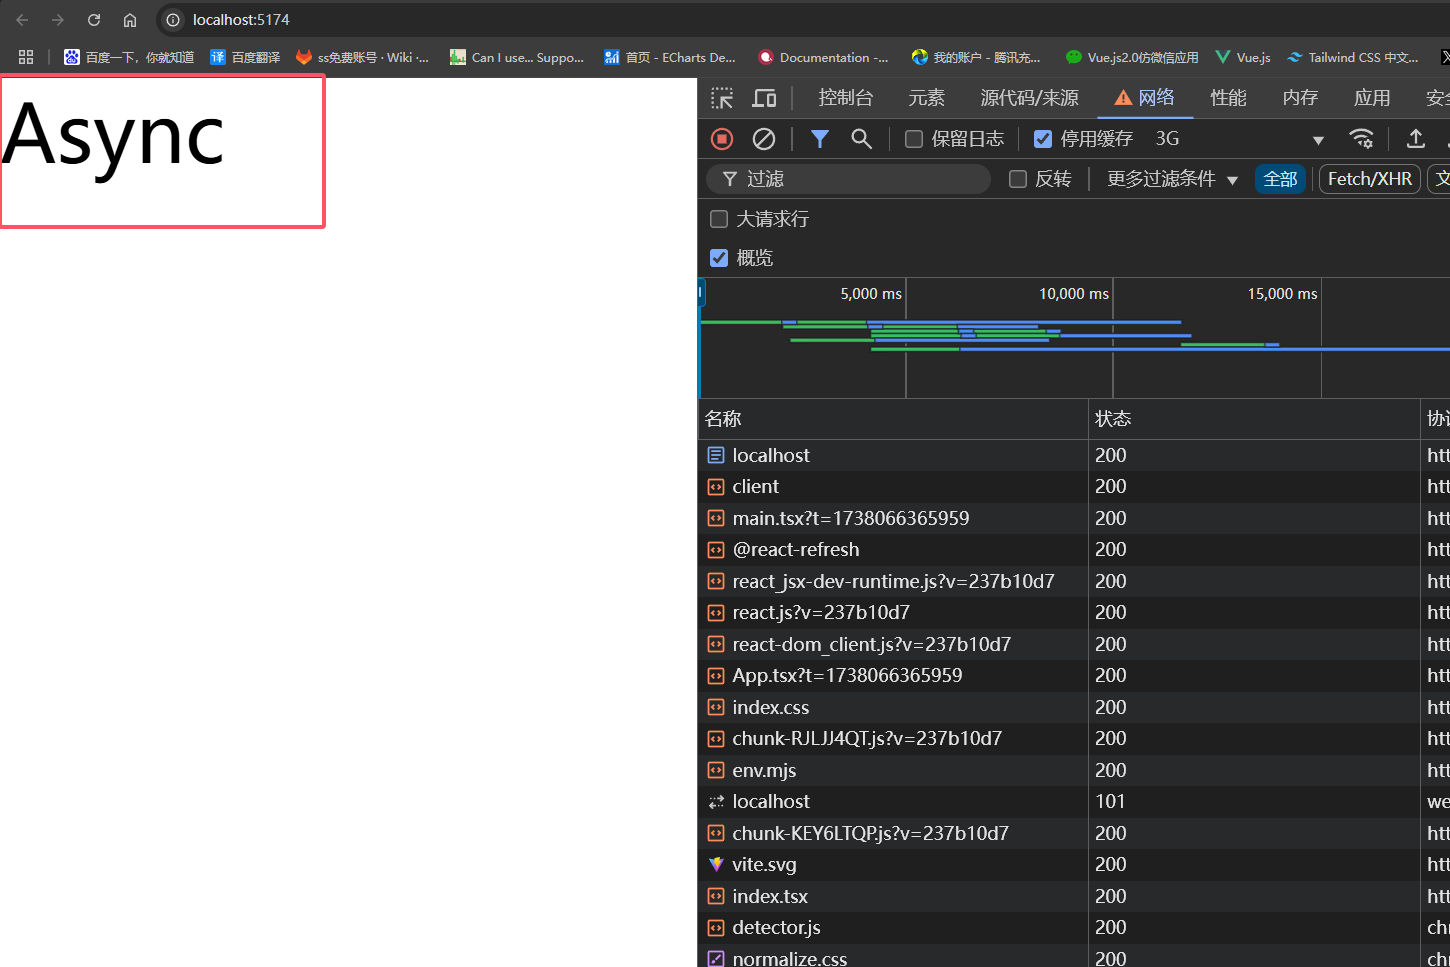 localhost:5174
百度一下，你就知道 百度翻译 ss免费账号 · Wiki ·... Can I use... Suppo... 首页 - ECharts De... Documentation -... 我的账户 - 腾讯充... Vue.js2.0仿微信应用 Vue.js Tailwind CSS 中文...
Async
控制台 元素 源代码/来源 网络 性能 内存 应用 安全
保留日志 停用缓存 3G
过滤 反转 更多过滤条件 全部 Fetch/XHR 文
大请求行
概览
5,000 ms 10,000 ms 15,000 ms
名称 状态 协议
localhost 200 htt
client 200 htt
main.tsx?t=1738066365959 200 htt
@react-refresh 200 htt
react_jsx-dev-runtime.js?v=237b10d7 200 htt
react.js?v=237b10d7 200 htt
react-dom_client.js?v=237b10d7 200 htt
App.tsx?t=1738066365959 200 htt
index.css 200 htt
chunk-RJLJJ4QT.js?v=237b10d7 200 htt
env.mjs 200 htt
localhost 101 we
chunk-KEY6LTQP.js?v=237b10d7 200 htt
vite.svg 200 htt
index.tsx 200 htt
detector.js 200 chr
normalize.css 200 chr